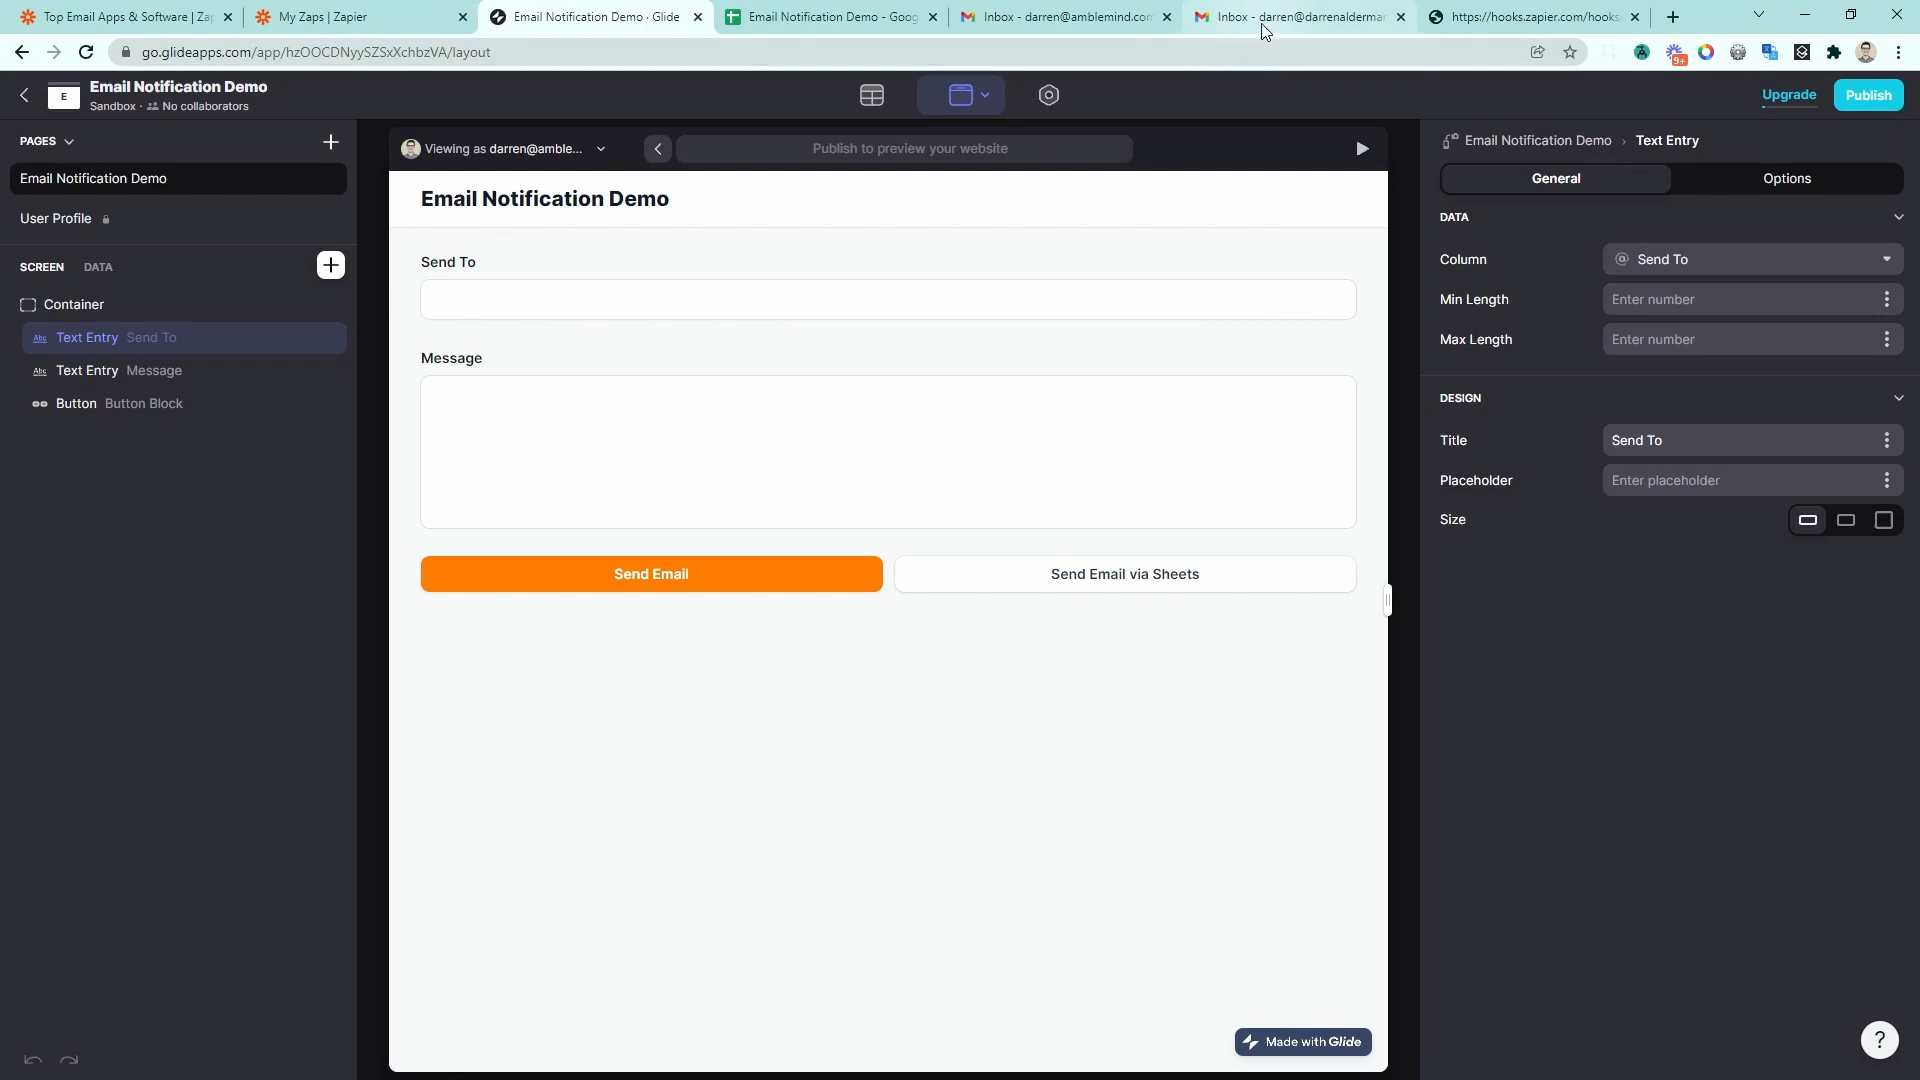 Top Email Apps & Software | Zap
My Zaps | Zapier
Email Notification Demo · Glide
Email Notification Demo - Goog
Inbox - darren@amblemind.com
Inbox - darren@darrenalderman
https://hooks.zapier.com/hooks
go.glideapps.com/app/hzOOCDNyySZSxXchbzVA/layout
9+
E
Email Notification Demo
Sandbox · No collaborators
Upgrade
Publish
PAGES
Email Notification Demo
User Profile
SCREEN
DATA
Container
Abc Text Entry Send To
Abc Text Entry Message
Button Button Block
Viewing as darren@amble...
Publish to preview your website
Email Notification Demo
Send To
Message
Send Email
Send Email via Sheets
Made with Glide
Email Notification Demo › Text Entry
General
Options
DATA
Column
@ Send To
Min Length
Enter number
Max Length
Enter number
DESIGN
Title
Send To
Placeholder
Enter placeholder
Size
?